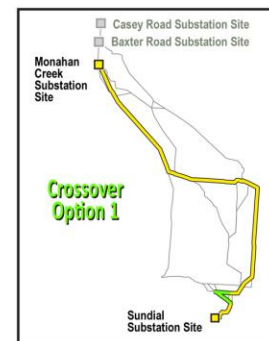 Casey Road Substation Site
Baxter Road Substation Site
Monahan
Creek
Substation
Site
Crossover
Option 1
Sundial
Substation Site